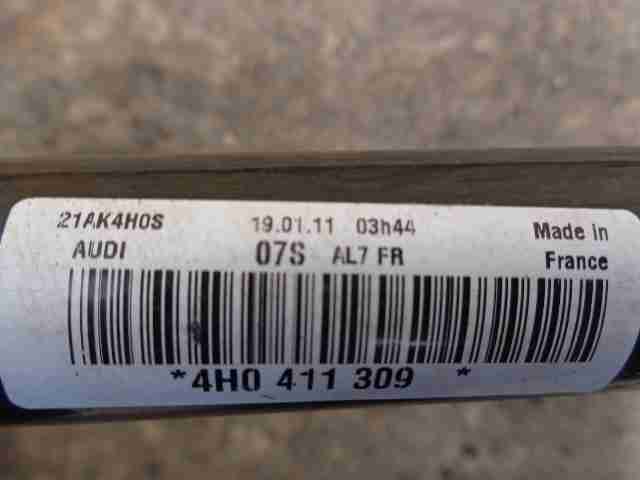 21AK4H0S 19.01.11 03h44 Made in
AUDI 07S AL7 FR France
*4H0 411 309 *